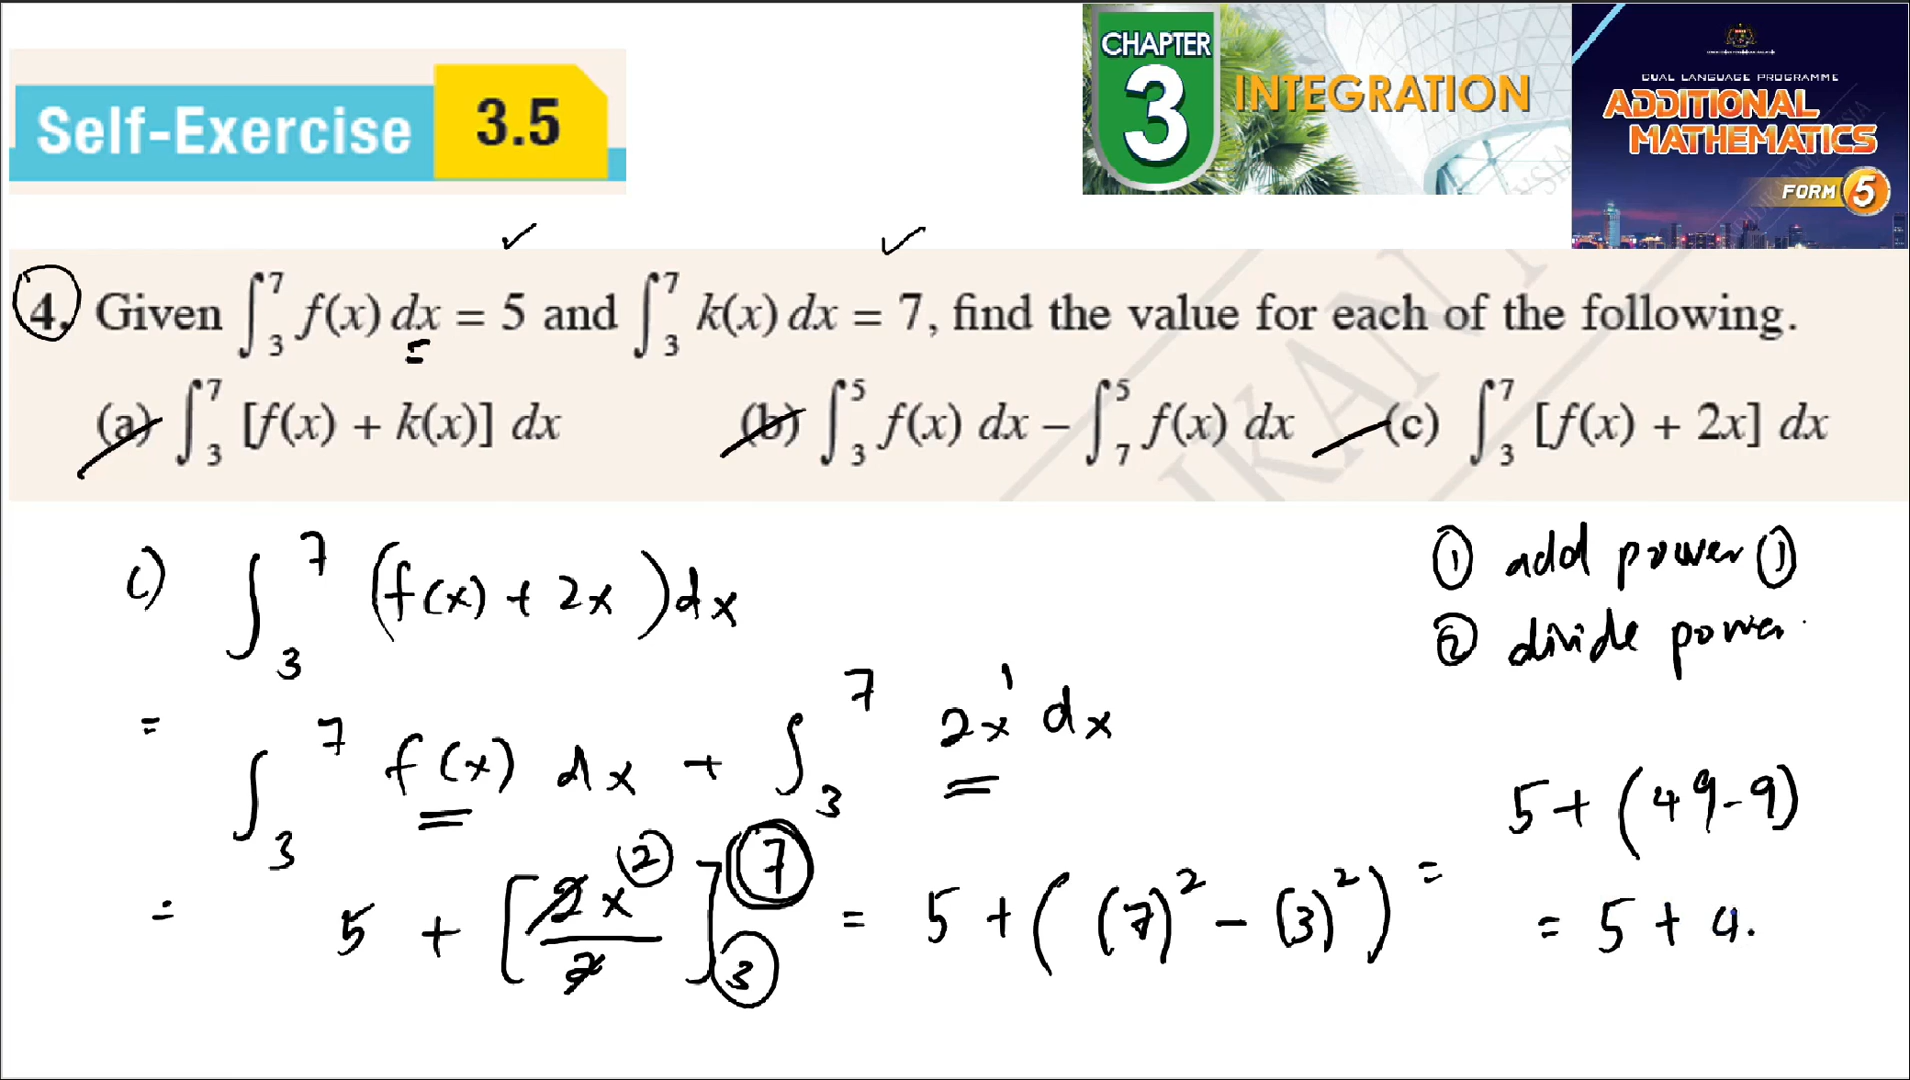 Self-Exercise 3.5
CHAPTER 3 INTEGRATION
DUAL LANGUAGE PROGRAMME
ADDITIONAL
MATHEMATICS
FORM 5
4. Given ∫₃⁷ f(x) dx = 5 and ∫₃⁷ k(x) dx = 7, find the value for each of the following.
(a) ∫₃⁷ [f(x) + k(x)] dx (b) ∫₃⁵ f(x) dx – ∫₇⁵ f(x) dx (c) ∫₃⁷ [f(x) + 2x] dx
c) ∫₃⁷ (f(x) + 2x) dx
① add power ①
② divide power
= ∫₃⁷ f(x) dx + ∫₃⁷ 2x¹ dx
= 5 + [2x²/2]₃⁷ = 5 + ((7)² – (3)²) = 5 + (49 – 9)
= 5 + 4